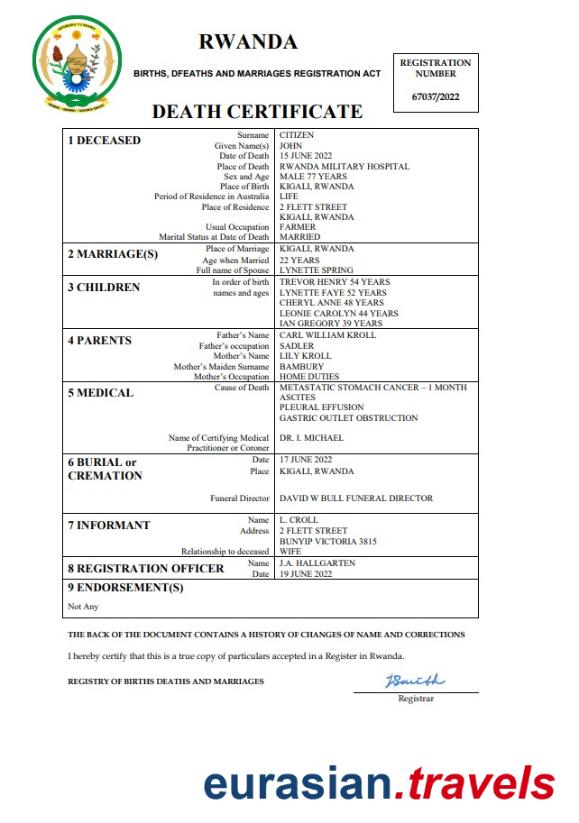 RWANDA
BIRTHS, DFEATHS AND MARRIAGES REGISTRATION ACT
REGISTRATION
NUMBER
67037/2022
DEATH CERTIFICATE
1 DECEASED
Surname CITIZEN
Given Name(s) JOHN
Date of Death 15 JUNE 2022
Place of Death RWANDA MILITARY HOSPITAL
Sex and Age MALE 77 YEARS
Place of Birth KIGALI, RWANDA
Period of Residence in Australia LIFE
Place of Residence 2 FLETT STREET
KIGALI, RWANDA
Usual Occupation FARMER
Marital Status at Date of Death MARRIED
2 MARRIAGE(S)
Place of Marriage KIGALI, RWANDA
Age when Married 22 YEARS
Full name of Spouse LYNETTE SPRING
3 CHILDREN
In order of birth TREVOR HENRY 54 YEARS
names and ages LYNETTE FAYE 52 YEARS
CHERYL ANNE 48 YEARS
LEONIE CAROLYN 44 YEARS
IAN GREGORY 39 YEARS
4 PARENTS
Father's Name CARL WILLIAM KROLL
Father's occupation SADLER
Mother's Name LILY KROLL
Mother's Maiden Surname BAMBURY
Mother's Occupation HOME DUTIES
5 MEDICAL
Cause of Death METASTATIC STOMACH CANCER – 1 MONTH
ASCITES
PLEURAL EFFUSION
GASTRIC OUTLET OBSTRUCTION
Name of Certifying Medical DR. I. MICHAEL
Practitioner or Coroner
6 BURIAL or
CREMATION
Date 17 JUNE 2022
Place KIGALI, RWANDA
Funeral Director DAVID W BULL FUNERAL DIRECTOR
7 INFORMANT
Name L. CROLL
Address 2 FLETT STREET
BUNYIP VICTORIA 3815
Relationship to deceased WIFE
8 REGISTRATION OFFICER
Name J.A. HALLGARTEN
Date 19 JUNE 2022
9 ENDORSEMENT(S)
Not Any
THE BACK OF THE DOCUMENT CONTAINS A HISTORY OF CHANGES OF NAME AND CORRECTIONS
I hereby certify that this is a true copy of particulars accepted in a Register in Rwanda.
REGISTRY OF BIRTHS DEATHS AND MARRIAGES
Registrar
eurasian.travels